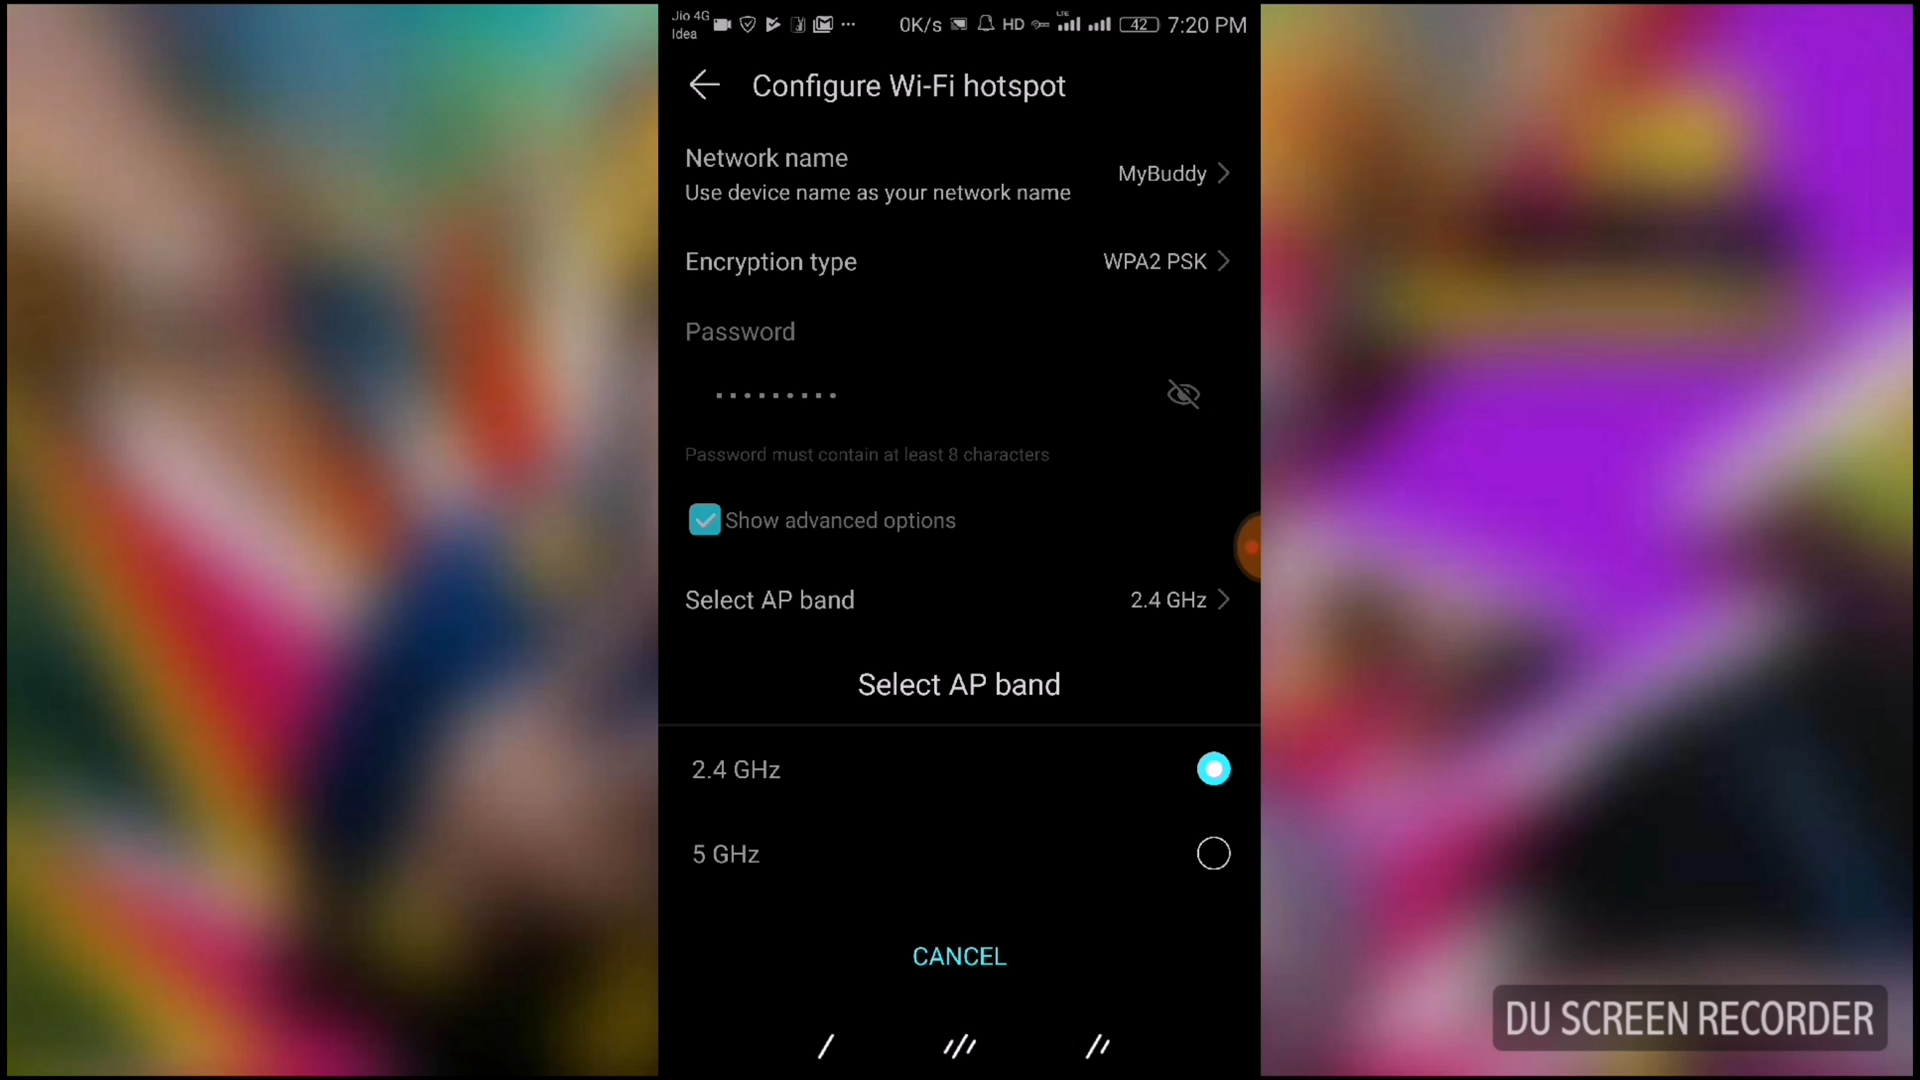 Jio 4G
Idea
0K/s HD LTE 42 7:20 PM
Configure Wi-Fi hotspot
Network name
Use device name as your network name
MyBuddy
Encryption type
WPA2 PSK
Password
•••••••••
Password must contain at least 8 characters
Show advanced options
Select AP band
2.4 GHz
Select AP band
2.4 GHz
5 GHz
CANCEL
DU SCREEN RECORDER